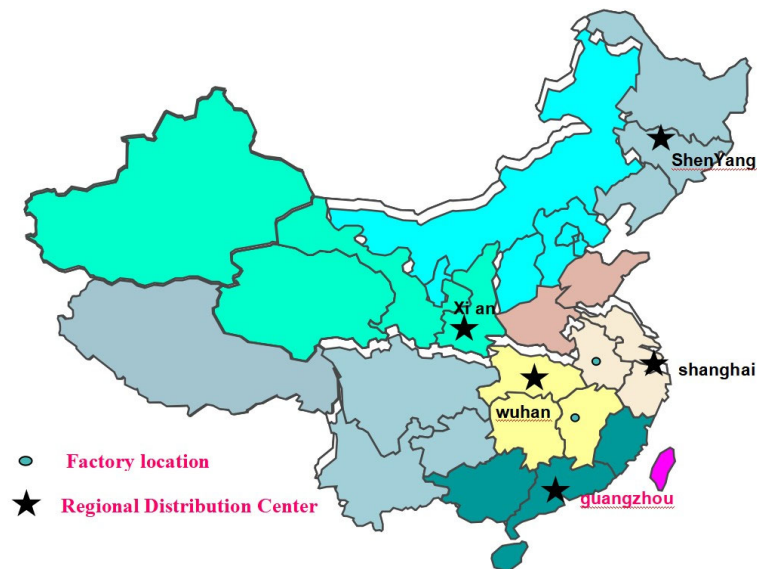 ShenYang
Xi an
shanghai
wuhan
Factory location
Regional Distribution Center
guangzhou